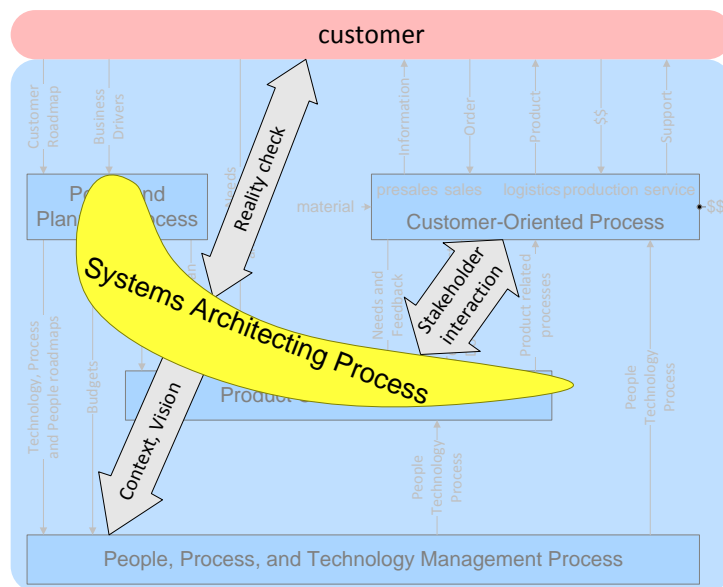 customer
Customer
Roadmap
Business
Drivers
Information
Order
Product
$$
Support
Reality check
material
presales sales logistics production service
Customer-Oriented Process
$$
Systems Architecting Process
Needs and
Feedback
Stakeholder
interaction
Product related
processes
Technology, Process
and People roadmaps
Budgets
Context, Vision
People
Technology
Process
People
Technology
Process
People, Process, and Technology Management Process